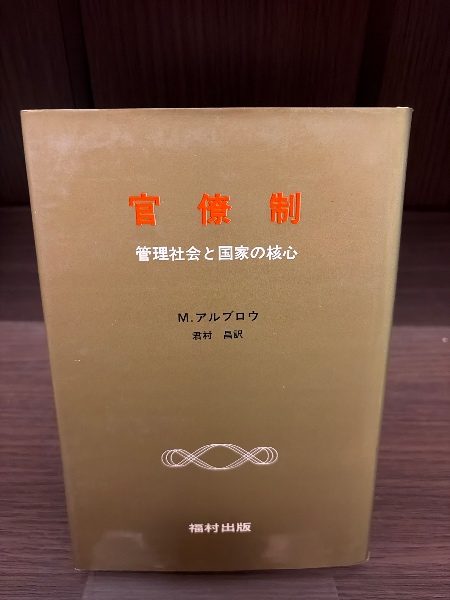 官僚制
管理社会と国家の核心
M.アルブロウ
君村 昌訳
福村出版